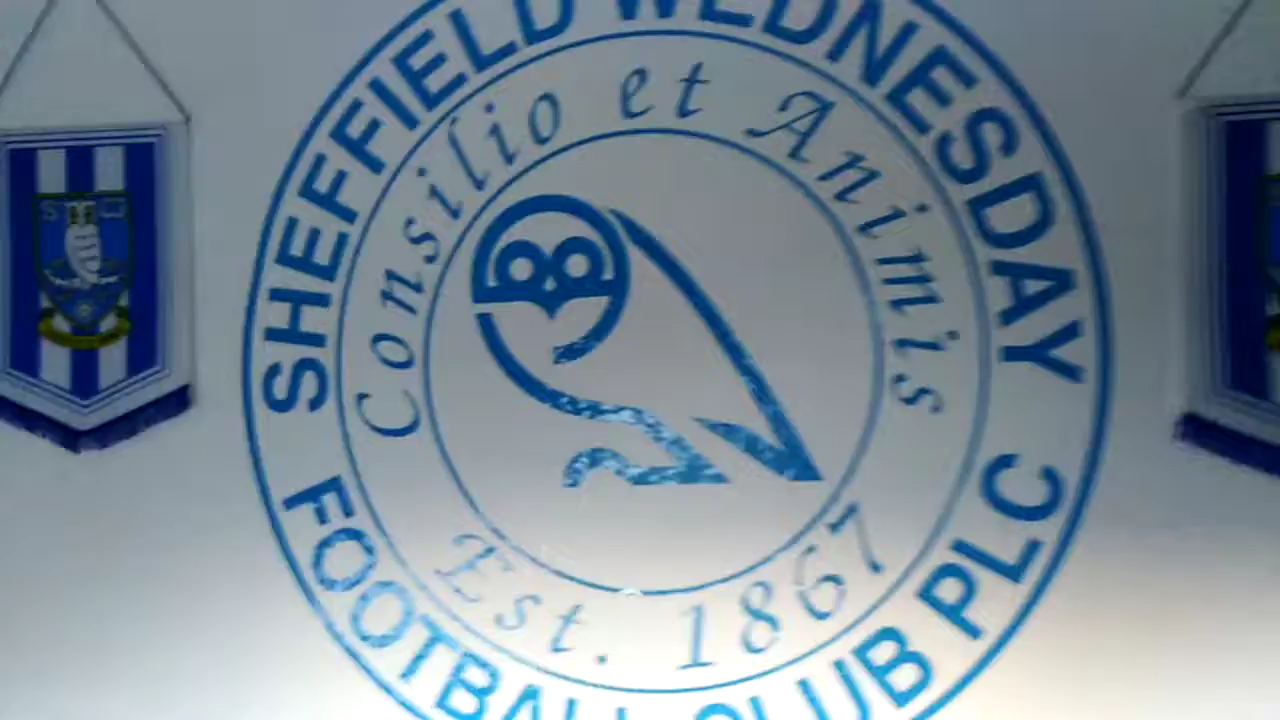 SHEFFIELD WEDNESDAY
Consilio et Animis
Est. 1867
FOOTBALL CLUB PLC